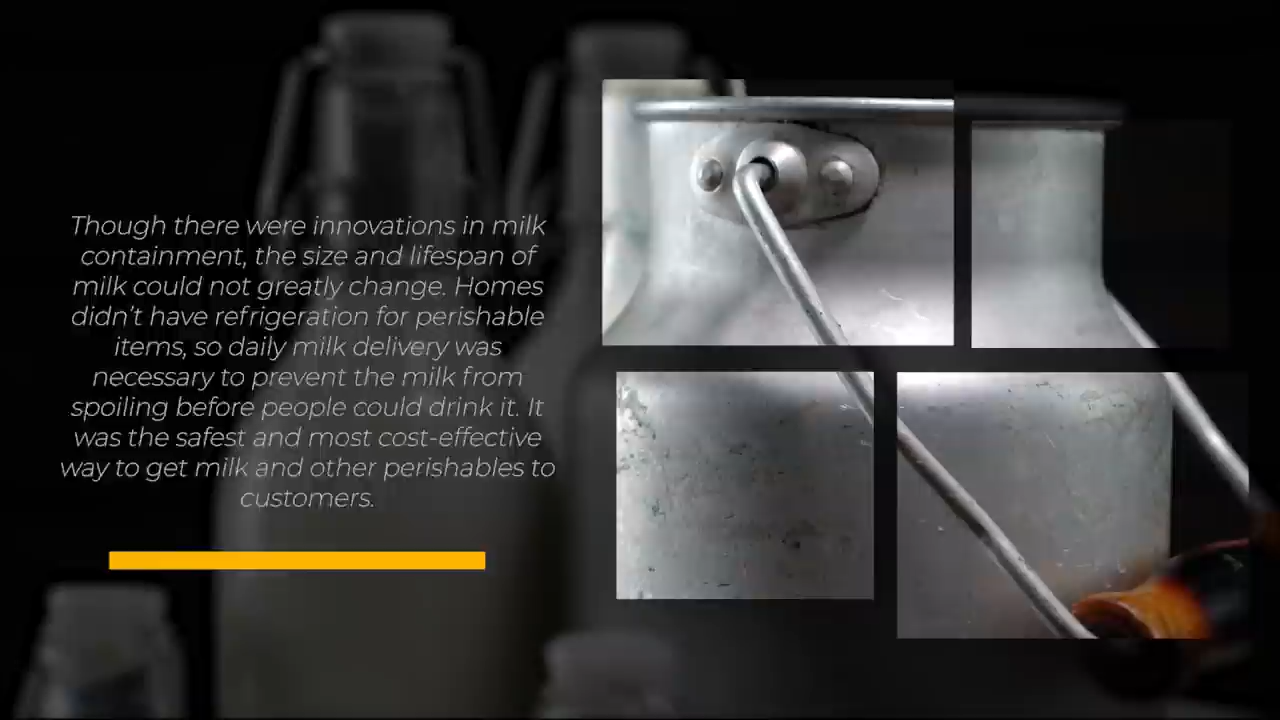 Though there were innovations in milk
containment, the size and lifespan of
milk could not greatly change. Homes
didn't have refrigeration for perishable
items, so daily milk delivery was
necessary to prevent the milk from
spoiling before people could drink it. It
was the safest and most cost-effective
way to get milk and other perishables to
customers.